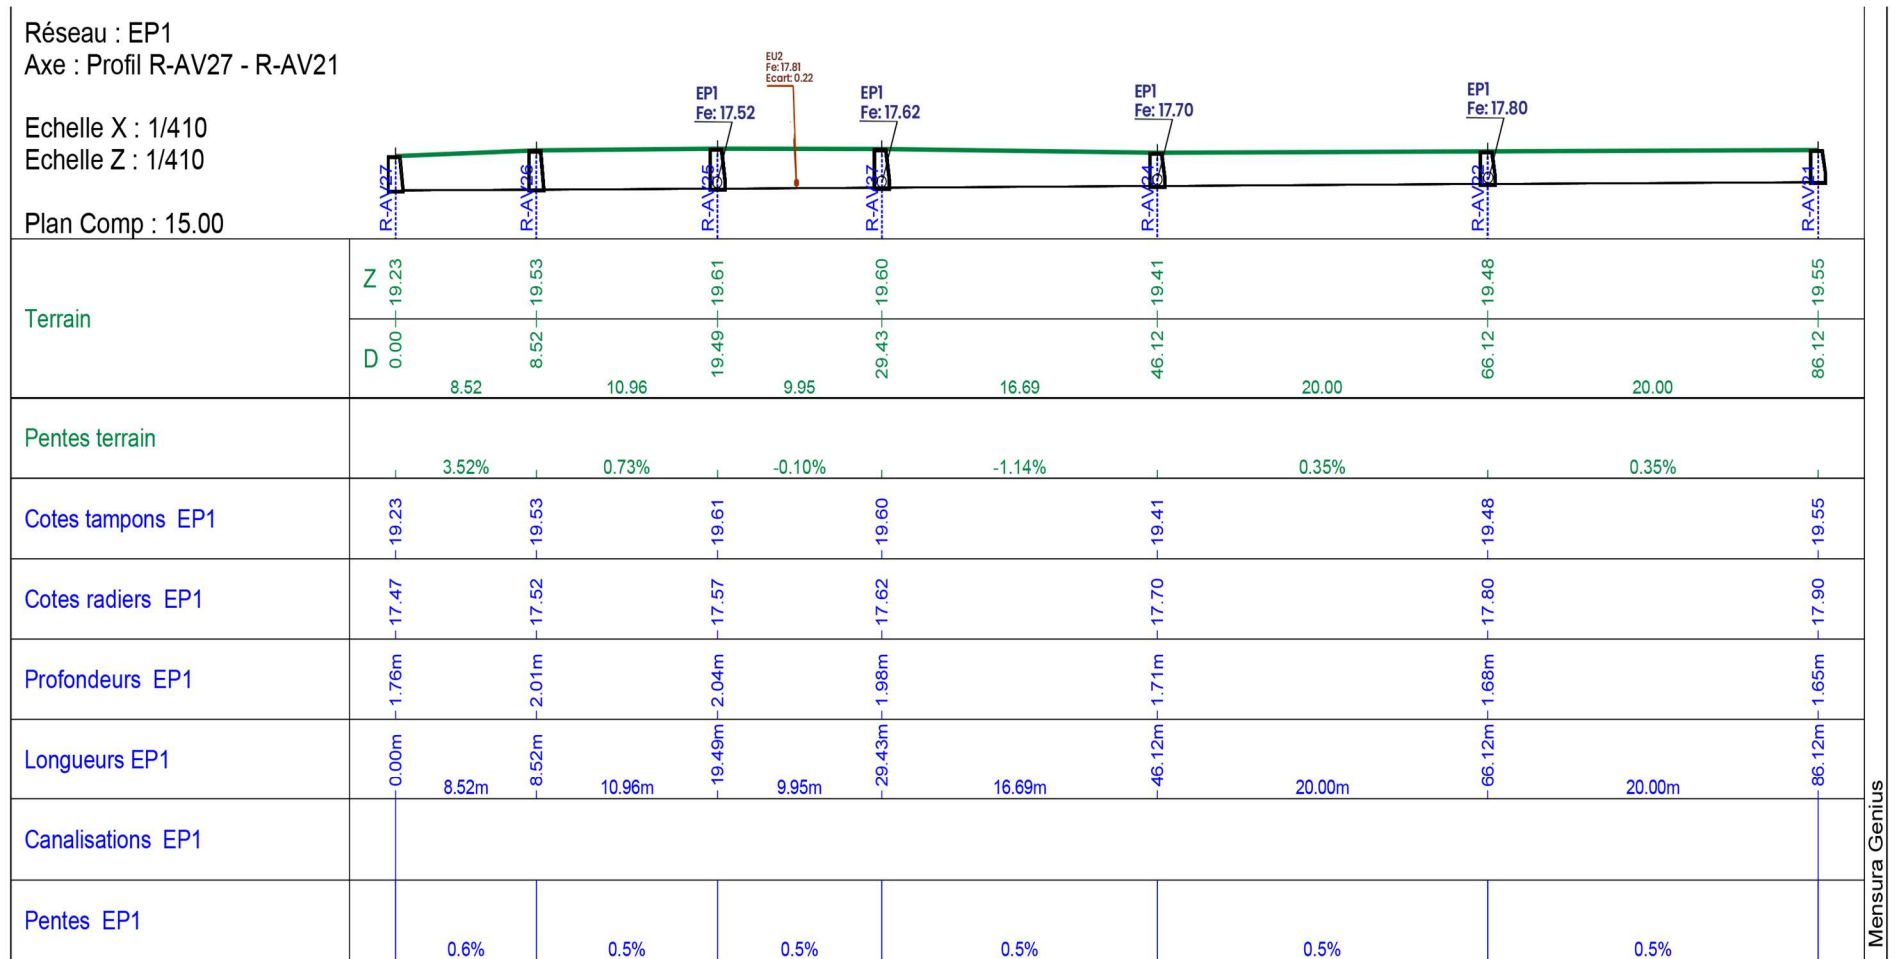 Réseau : EP1
Axe : Profil R-AV27 - R-AV21
Echelle X : 1/410
Echelle Z : 1/410
Plan Comp : 15.00
EU2
Fe:17.81
Ecart: 0.22
EP1
Fe: 17.52
EP1
Fe: 17.62
EP1
Fe: 17.70
EP1
Fe: 17.80
R-AV27 R-AV26 R-AV25 R-AV37 R-AV24 R-AV22 R-AV21
Terrain
Z 19.23 19.53 19.61 19.60 19.41 19.48 19.55
D 0.00 8.52 19.49 29.43 46.12 66.12 86.12
8.52 10.96 9.95 16.69 20.00 20.00
Pentes terrain
3.52% 0.73% -0.10% -1.14% 0.35% 0.35%
Cotes tampons EP1 19.23 19.53 19.61 19.60 19.41 19.48 19.55
Cotes radiers EP1 17.47 17.52 17.57 17.62 17.70 17.80 17.90
Profondeurs EP1 1.76m 2.01m 2.04m 1.98m 1.71m 1.68m 1.65m
Longueurs EP1 0.00m 8.52m 19.49m 29.43m 46.12m 66.12m 86.12m
8.52m 10.96m 9.95m 16.69m 20.00m 20.00m
Canalisations EP1
Pentes EP1
0.6% 0.5% 0.5% 0.5% 0.5% 0.5%
Mensura Genius